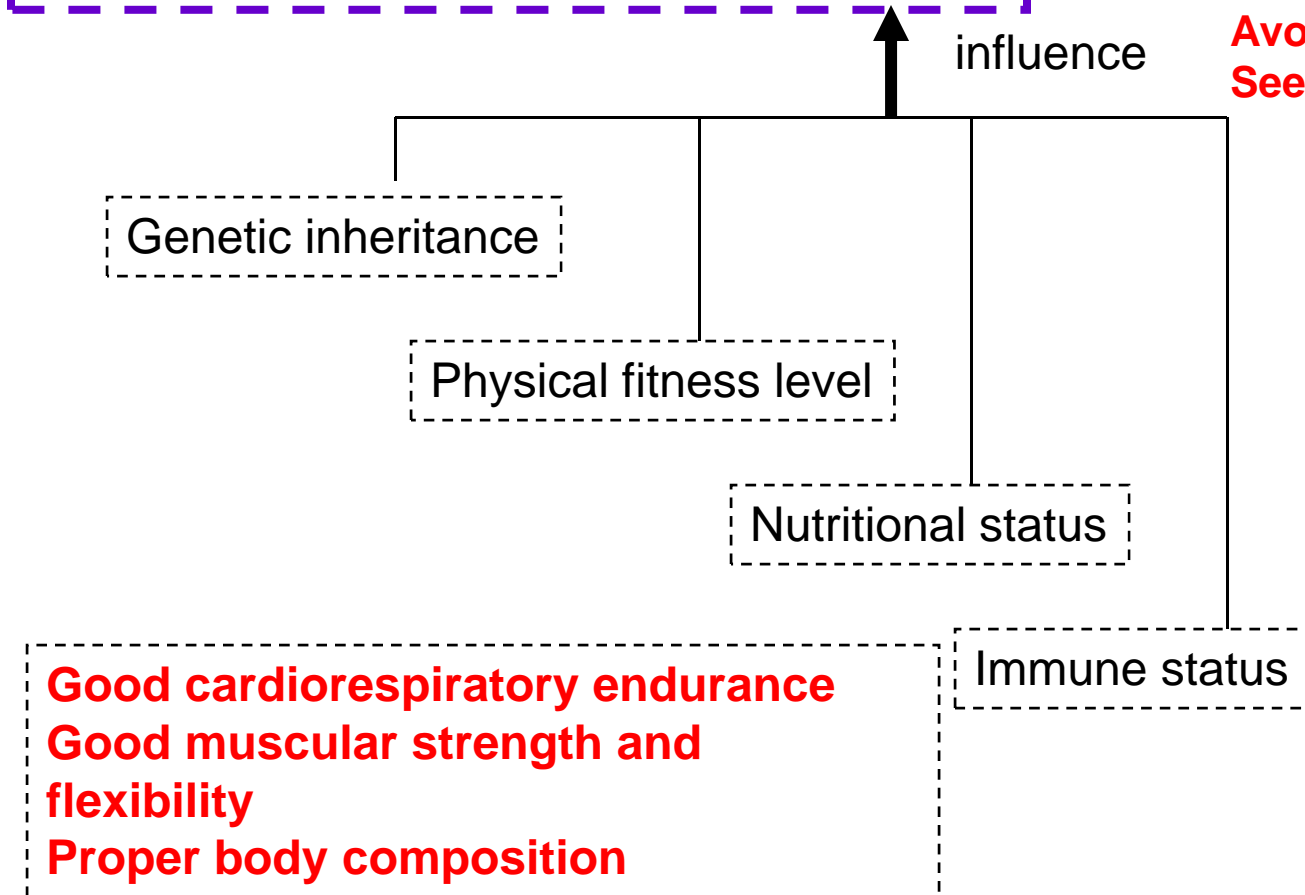 influence
Genetic inheritance
Physical fitness level
Nutritional status
Immune status
Good cardiorespiratory endurance
Good muscular strength and
flexibility
Proper body composition